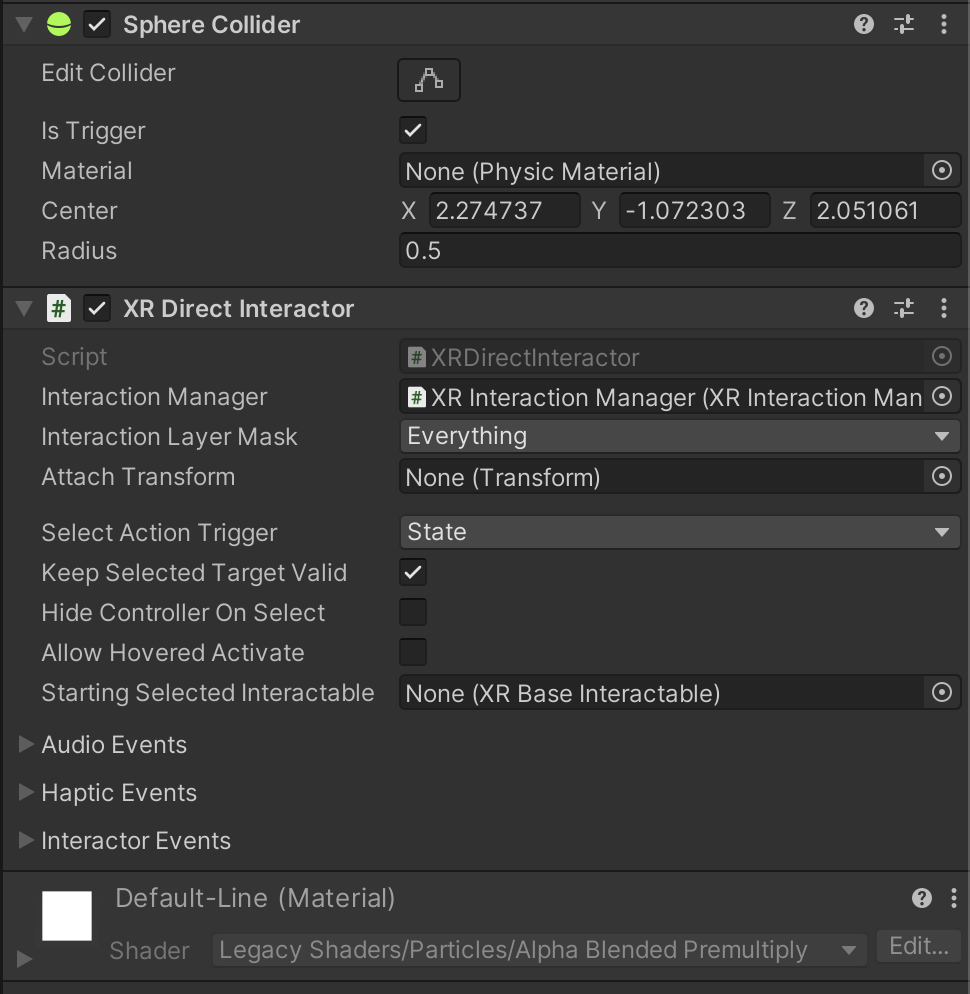 Sphere Collider
Edit Collider
Is Trigger
Material None (Physic Material)
Center X 2.274737 Y -1.072303 Z 2.051061
Radius 0.5
# XR Direct Interactor
Script # XRDirectInteractor
Interaction Manager # XR Interaction Manager (XR Interaction Man
Interaction Layer Mask Everything
Attach Transform None (Transform)
Select Action Trigger State
Keep Selected Target Valid
Hide Controller On Select
Allow Hovered Activate
Starting Selected Interactable None (XR Base Interactable)
Audio Events
Haptic Events
Interactor Events
Default-Line (Material)
Shader Legacy Shaders/Particles/Alpha Blended Premultiply Edit...